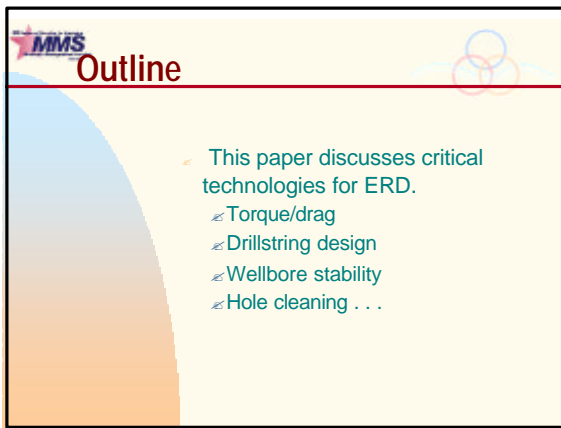 MMS
Outline
This paper discusses critical
technologies for ERD.
Torque/drag
Drillstring design
Wellbore stability
Hole cleaning . . .